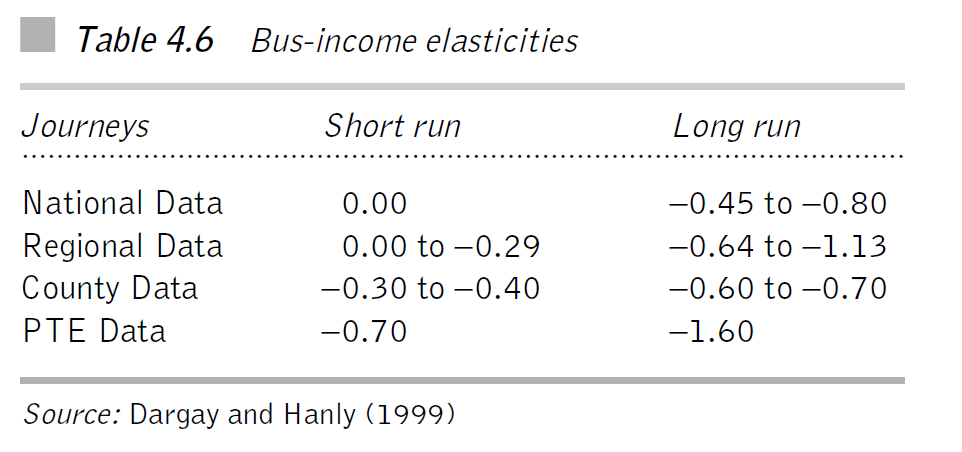 Table 4.6 Bus-income elasticities
Journeys Short run Long run
National Data 0.00 −0.45 to −0.80
Regional Data 0.00 to −0.29 −0.64 to −1.13
County Data −0.30 to −0.40 −0.60 to −0.70
PTE Data −0.70 −1.60
Source: Dargay and Hanly (1999)